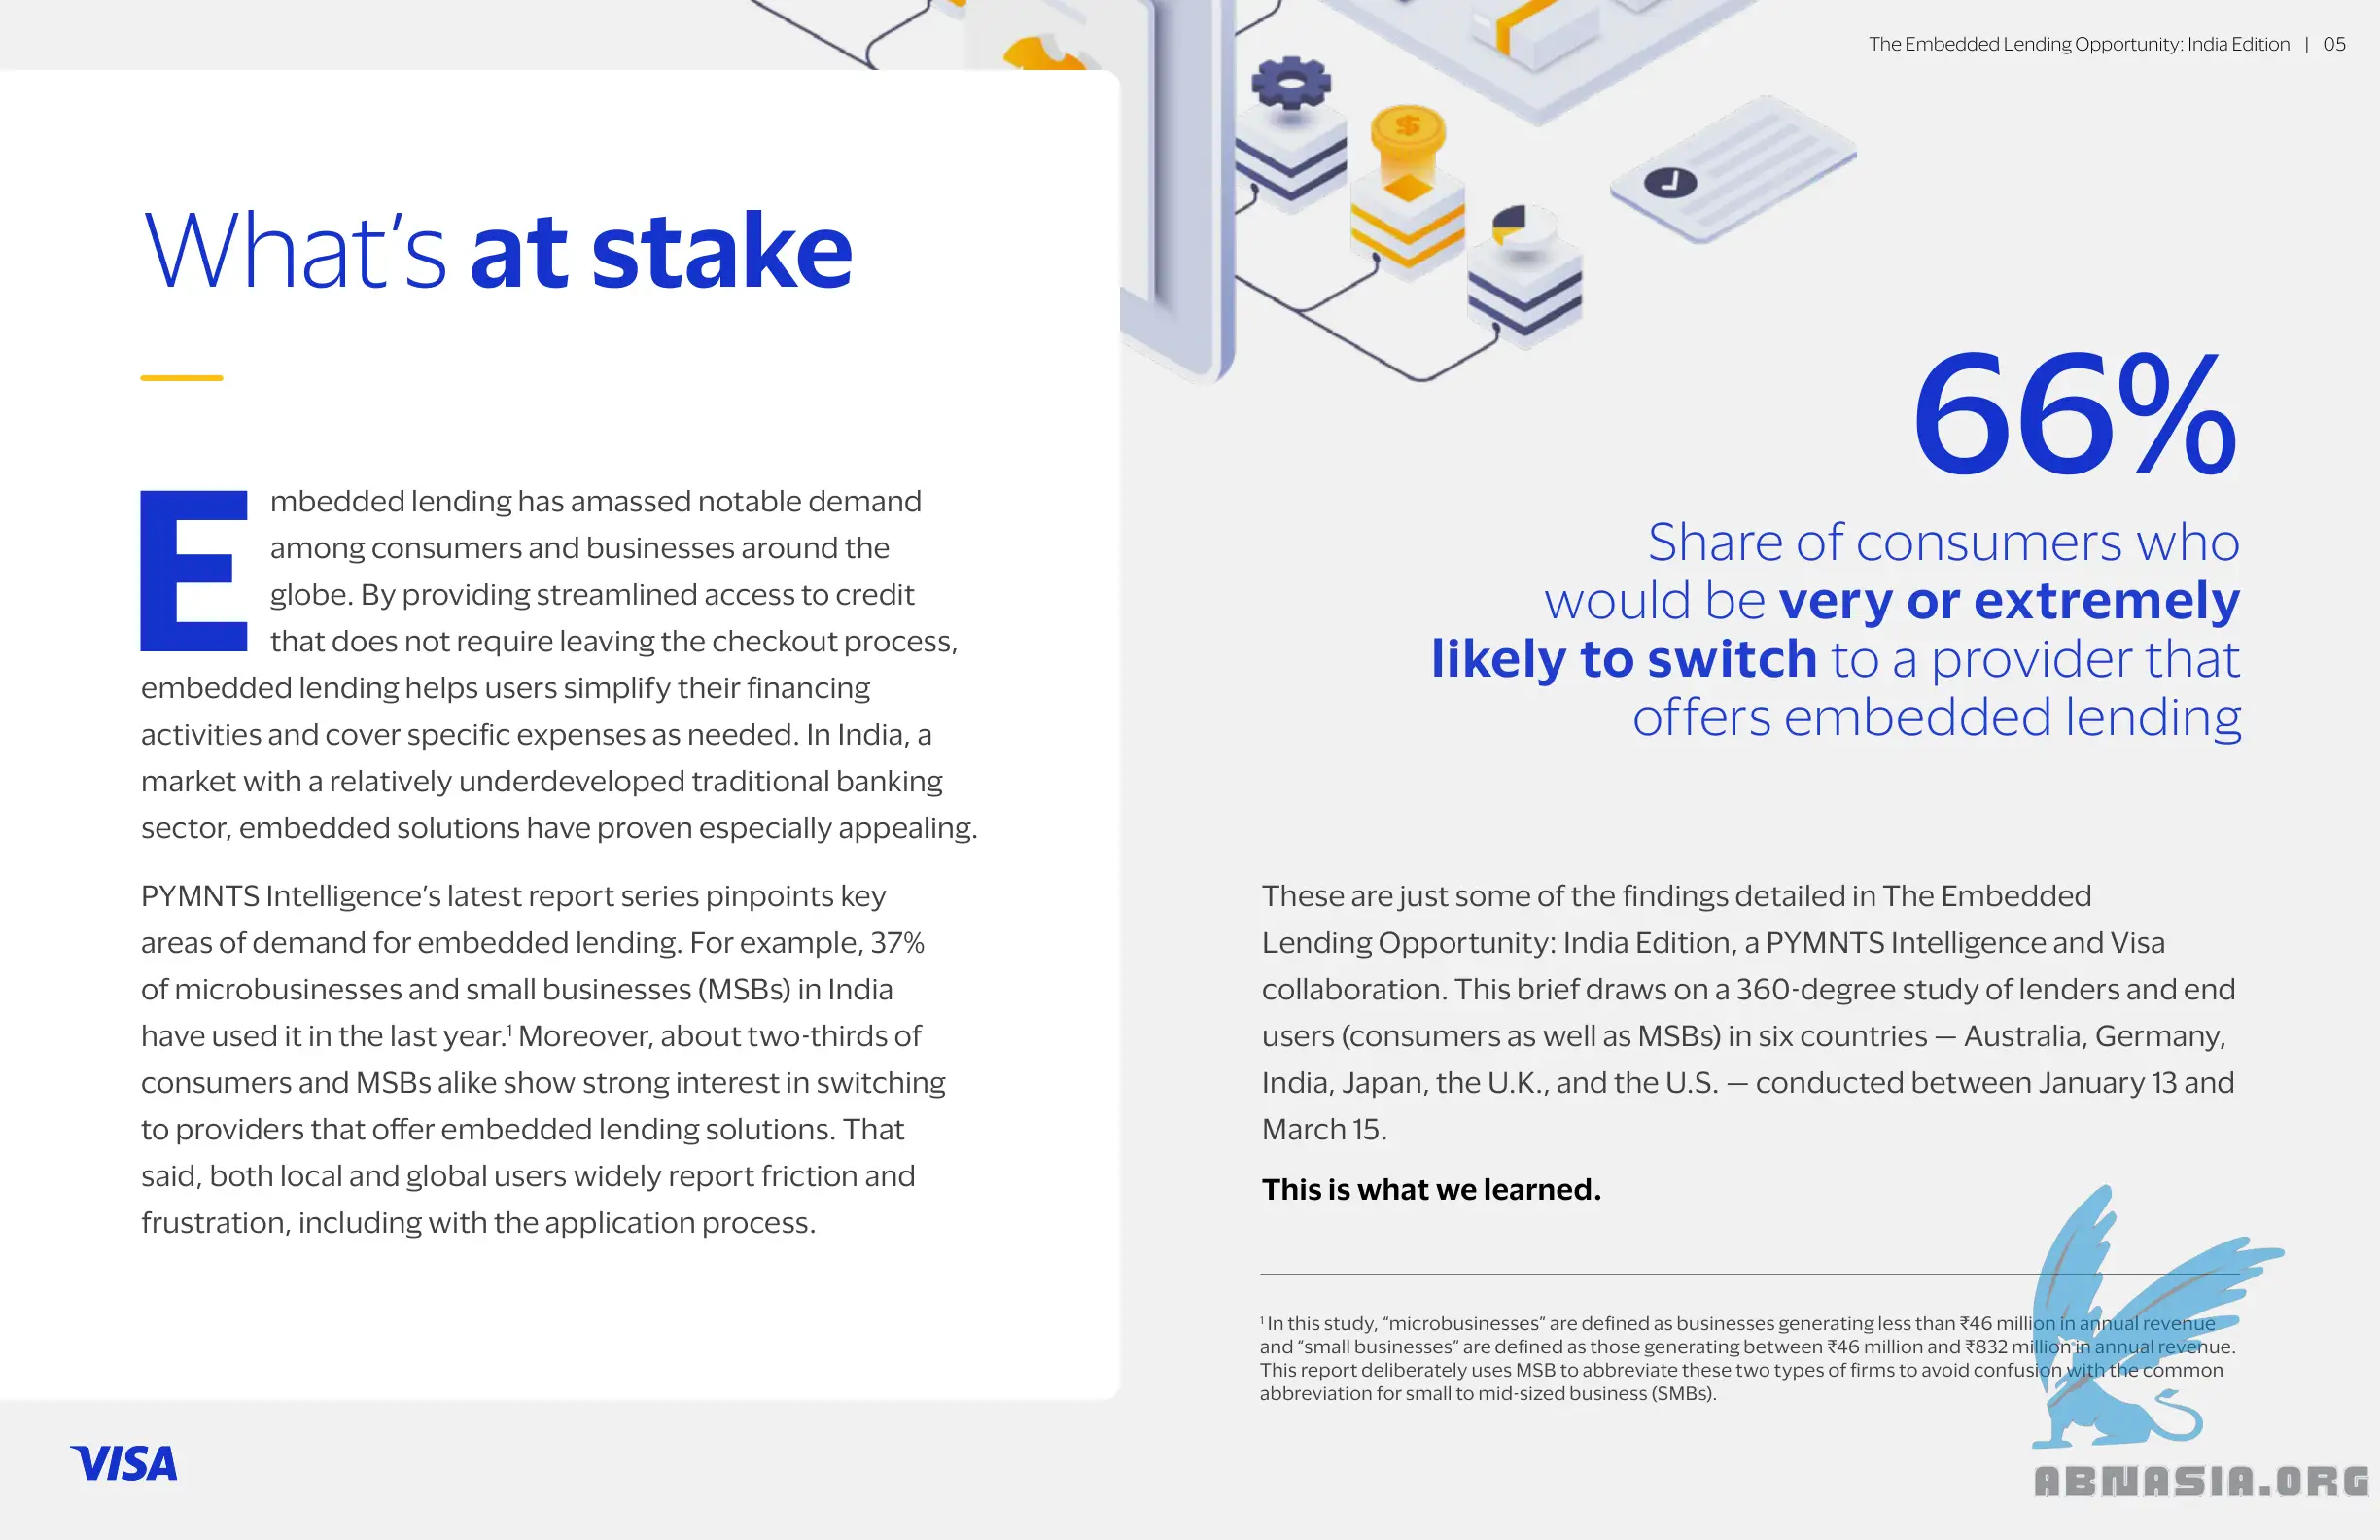 The Embedded Lending Opportunity: India Edition | 05
What's at stake
Embedded lending has amassed notable demand
among consumers and businesses around the
globe. By providing streamlined access to credit
that does not require leaving the checkout process,
embedded lending helps users simplify their financing
activities and cover specific expenses as needed. In India, a
market with a relatively underdeveloped traditional banking
sector, embedded solutions have proven especially appealing.
PYMNTS Intelligence's latest report series pinpoints key
areas of demand for embedded lending. For example, 37%
of microbusinesses and small businesses (MSBs) in India
have used it in the last year.¹ Moreover, about two-thirds of
consumers and MSBs alike show strong interest in switching
to providers that offer embedded lending solutions. That
said, both local and global users widely report friction and
frustration, including with the application process.
66%
Share of consumers who
would be very or extremely
likely to switch to a provider that
offers embedded lending
These are just some of the findings detailed in The Embedded
Lending Opportunity: India Edition, a PYMNTS Intelligence and Visa
collaboration. This brief draws on a 360-degree study of lenders and end
users (consumers as well as MSBs) in six countries — Australia, Germany,
India, Japan, the U.K., and the U.S. — conducted between January 13 and
March 15.
This is what we learned.
¹ In this study, “microbusinesses” are defined as businesses generating less than ₹46 million in annual revenue
and “small businesses” are defined as those generating between ₹46 million and ₹832 million in annual revenue.
This report deliberately uses MSB to abbreviate these two types of firms to avoid confusion with the common
abbreviation for small to mid-sized business (SMBs).
VISA
ABNASIA.ORG